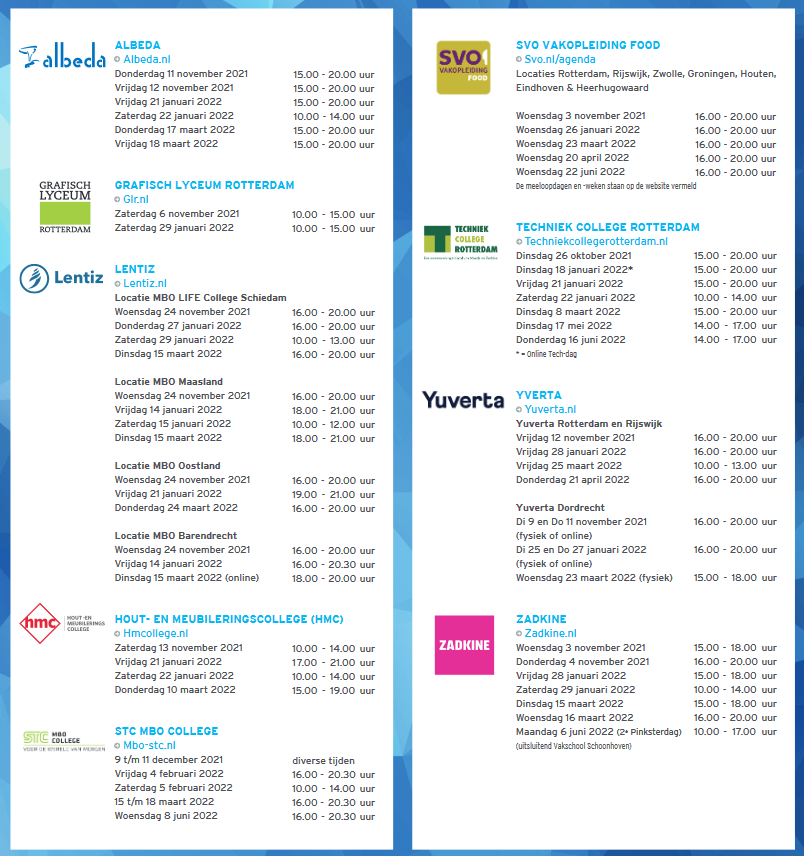 albeda
ALBEDA
Albeda.nl
Donderdag 11 november 2021 15.00 - 20.00 uur
Vrijdag 12 november 2021 15.00 - 20.00 uur
Vrijdag 21 januari 2022 15.00 - 20.00 uur
Zaterdag 22 januari 2022 10.00 - 14.00 uur
Donderdag 17 maart 2022 15.00 - 20.00 uur
Vrijdag 18 maart 2022 15.00 - 20.00 uur
GRAFISCH
LYCEUM
ROTTERDAM
GRAFISCH LYCEUM ROTTERDAM
Glr.nl
Zaterdag 6 november 2021 10.00 - 15.00 uur
Zaterdag 29 januari 2022 10.00 - 15.00 uur
Lentiz
LENTIZ
Lentiz.nl
Locatie MBO LIFE College Schiedam
Woensdag 24 november 2021 16.00 - 20.00 uur
Donderdag 27 januari 2022 16.00 - 20.00 uur
Zaterdag 29 januari 2022 10.00 - 13.00 uur
Dinsdag 15 maart 2022 16.00 - 20.00 uur
Locatie MBO Maasland
Woensdag 24 november 2021 16.00 - 20.00 uur
Vrijdag 14 januari 2022 18.00 - 21.00 uur
Zaterdag 15 januari 2022 10.00 - 12.00 uur
Dinsdag 15 maart 2022 18.00 - 21.00 uur
Locatie MBO Oostland
Woensdag 24 november 2021 16.00 - 20.00 uur
Vrijdag 21 januari 2022 19.00 - 21.00 uur
Donderdag 24 maart 2022 16.00 - 20.00 uur
Locatie MBO Barendrecht
Woensdag 24 november 2021 16.00 - 20.00 uur
Vrijdag 14 januari 2022 16.00 - 20.30 uur
Dinsdag 15 maart 2022 (online) 18.00 - 20.00 uur
hmc
HOUT-EN
MEUBILERINGS
COLLEGE
HOUT- EN MEUBILERINGSCOLLEGE (HMC)
Hmcollege.nl
Zaterdag 13 november 2021 10.00 - 14.00 uur
Vrijdag 21 januari 2022 17.00 - 21.00 uur
Zaterdag 22 januari 2022 10.00 - 14.00 uur
Donderdag 10 maart 2022 15.00 - 19.00 uur
STC MBO
COLLEGE
VOOR DE WERELD VAN MORGEN
STC MBO COLLEGE
Mbo-stc.nl
9 t/m 11 december 2021 diverse tijden
Vrijdag 4 februari 2022 16.00 - 20.30 uur
Zaterdag 5 februari 2022 10.00 - 14.00 uur
15 t/m 18 maart 2022 16.00 - 20.30 uur
Woensdag 8 juni 2022 16.00 - 20.30 uur
SVO
VAKOPLEIDING
FOOD
SVO VAKOPLEIDING FOOD
Svo.nl/agenda
Locaties Rotterdam, Rijswijk, Zwolle, Groningen, Houten,
Eindhoven & Heerhugowaard
Woensdag 3 november 2021 16.00 - 20.00 uur
Woensdag 26 januari 2022 16.00 - 20.00 uur
Woensdag 23 maart 2022 16.00 - 20.00 uur
Woensdag 20 april 2022 16.00 - 20.00 uur
Woensdag 22 juni 2022 16.00 - 20.00 uur
De meeloopdagen en -weken staan op de website vermeld
TECHNIEK
COLLEGE
ROTTERDAM
TECHNIEK COLLEGE ROTTERDAM
Techniekcollegerotterdam.nl
Dinsdag 26 oktober 2021 15.00 - 20.00 uur
Dinsdag 18 januari 2022* 15.00 - 20.00 uur
Vrijdag 21 januari 2022 15.00 - 20.00 uur
Zaterdag 22 januari 2022 10.00 - 14.00 uur
Dinsdag 8 maart 2022 15.00 - 20.00 uur
Dinsdag 17 mei 2022 14.00 - 17.00 uur
Donderdag 16 juni 2022 14.00 - 17.00 uur
* = Online Tech-dag
Yuverta
YVERTA
Yuverta.nl
Yuverta Rotterdam en Rijswijk
Vrijdag 12 november 2021 16.00 - 20.00 uur
Vrijdag 28 januari 2022 16.00 - 20.00 uur
Vrijdag 25 maart 2022 10.00 - 13.00 uur
Donderdag 21 april 2022 16.00 - 20.00 uur
Yuverta Dordrecht
Di 9 en Do 11 november 2021 16.00 - 20.00 uur
(fysiek of online)
Di 25 en Do 27 januari 2022 16.00 - 20.00 uur
(fysiek of online)
Woensdag 23 maart 2022 (fysiek) 15.00 - 18.00 uur
ZADKINE
ZADKINE
Zadkine.nl
Woensdag 3 november 2021 15.00 - 18.00 uur
Donderdag 4 november 2021 16.00 - 20.00 uur
Vrijdag 28 januari 2022 15.00 - 18.00 uur
Zaterdag 29 januari 2022 10.00 - 14.00 uur
Dinsdag 15 maart 2022 15.00 - 18.00 uur
Woensdag 16 maart 2022 16.00 - 20.00 uur
Maandag 6 juni 2022 (2e Pinksterdag) 10.00 - 17.00 uur
(uitsluitend Vakschool Schoonhoven)